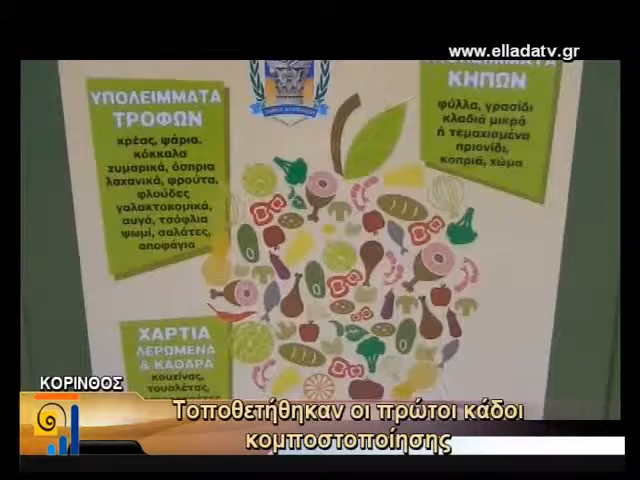 www.elladatv.gr
ΥΠΟΛΕΙΜΜΑΤΑ
ΤΡΟΦΩΝ
κρέας, ψάρια,
κόκκαλα
ζυμαρικά, όσπρια
λαχανικά, φρούτα,
φλούδες
γαλακτοκομικά,
αυγά, τσόφλια
ψωμί, σαλάτες,
αποφάγια
ΚΗΠΩΝ
φύλλα, γρασίδι
κλαδιά μικρά
ή τεμαχισμένα
πριονίδι,
κοπριά, χώμα
ΧΑΡΤΙΑ
ΛΕΡΩΜΕΝΑ
& ΚΑΘΑΡΑ
κουζίνας,
τουαλέτας,
ΚΟΡΙΝΘΟΣ
Τοποθετήθηκαν οι πρώτοι κάδοι
κομποστοποίησης